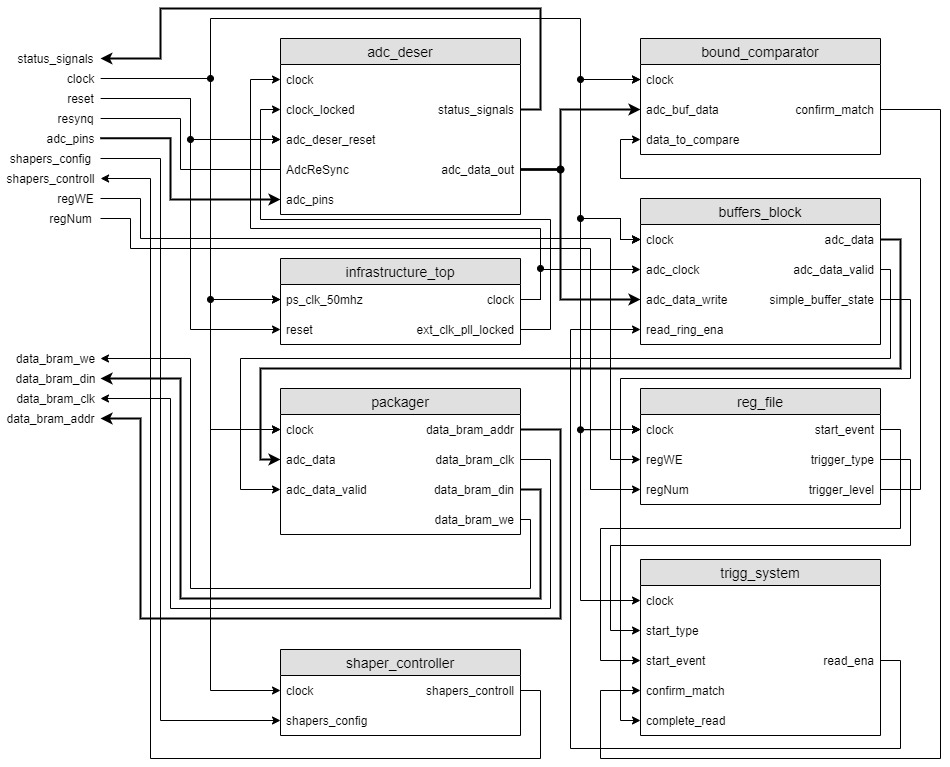 status_signals
clock
reset
resynq
adc_pins
shapers_config
shapers_controll
regWE
regNum
data_bram_we
data_bram_din
data_bram_clk
data_bram_addr
adc_deser
clock
clock_locked
status_signals
adc_deser_reset
AdcReSync
adc_data_out
adc_pins
infrastructure_top
ps_clk_50mhz
clock
reset
ext_clk_pll_locked
packager
clock
data_bram_addr
adc_data
data_bram_clk
adc_data_valid
data_bram_din
data_bram_we
shaper_controller
clock
shapers_controll
shapers_config
bound_comparator
clock
adc_buf_data
confirm_match
data_to_compare
buffers_block
clock
adc_data
adc_clock
adc_data_valid
adc_data_write
simple_buffer_state
read_ring_ena
reg_file
clock
start_event
regWE
trigger_type
regNum
trigger_level
trigg_system
clock
start_type
start_event
read_ena
confirm_match
complete_read